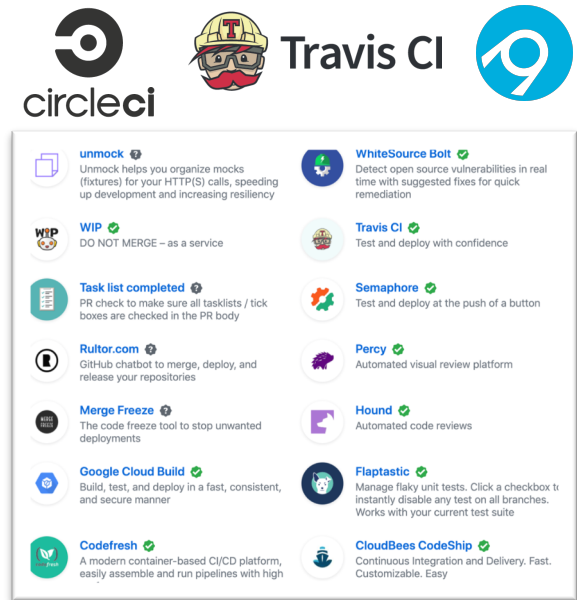 circleci
Travis CI
unmock
Unmock helps you organize mocks
(fixtures) for your HTTP(S) calls, speeding
up development and increasing resiliency
WhiteSource Bolt
Detect open source vulnerabilities in real
time with suggested fixes for quick
remediation
WIP
WIP
DO NOT MERGE – as a service
Travis CI
Test and deploy with confidence
Task list completed
PR check to make sure all tasklists / tick
boxes are checked in the PR body
Semaphore
Test and deploy at the push of a button
Rultor.com
GitHub chatbot to merge, deploy, and
release your repositories
Percy
Automated visual review platform
MERGE
FREEZE
Merge Freeze
The code freeze tool to stop unwanted
deployments
Hound
Automated code reviews
Google Cloud Build
Build, test, and deploy in a fast, consistent,
and secure manner
Flaptastic
Manage flaky unit tests. Click a checkbox to
instantly disable any test on all branches.
Works with your current test suite
Codefresh
A modern container-based CI/CD platform,
easily assemble and run pipelines with high
CloudBees CodeShip
Continuous Integration and Delivery. Fast.
Customizable. Easy